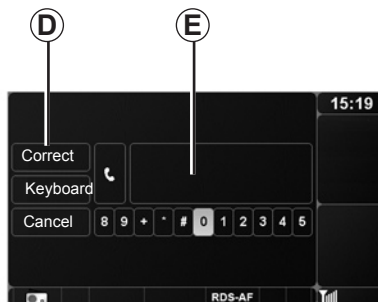 D E
15:19
Correct
Keyboard
Cancel 8 9 + * # 0 1 2 3 4 5
RDS-AF